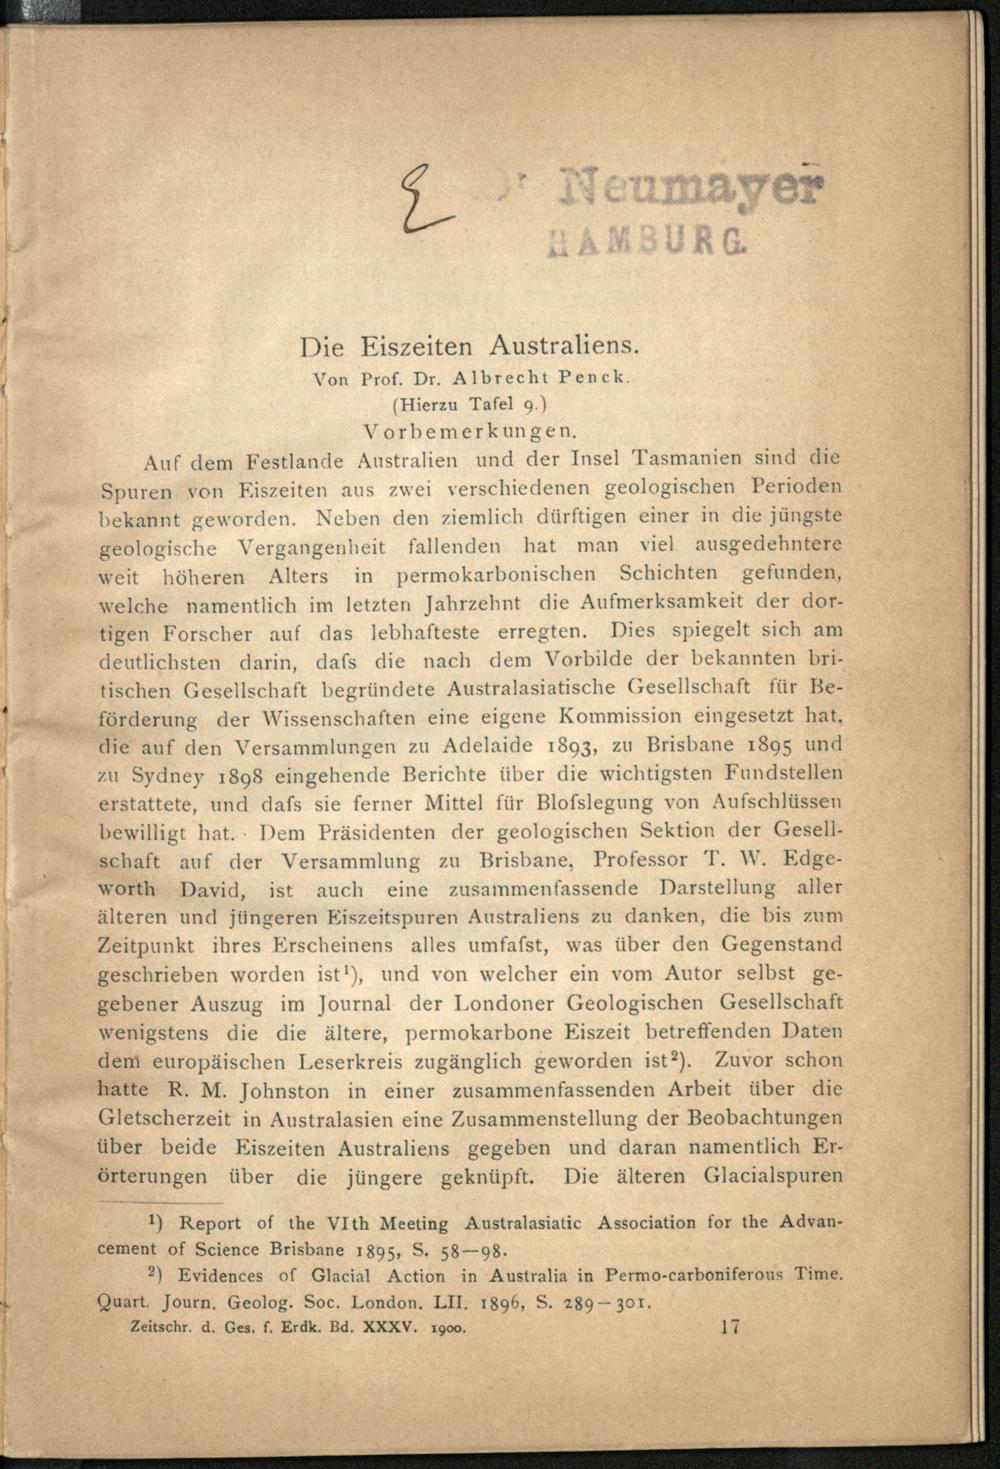 E
Dr Neumayer
HAMBURG.
Die Eiszeiten Australiens.
Von Prof. Dr. Albrecht Penck.
(Hierzu Tafel 9.)
Vorbemerkungen.
Auf dem Festlande Australien und der Insel Tasmanien sind die
Spuren von Eiszeiten aus zwei verschiedenen geologischen Perioden
bekannt geworden. Neben den ziemlich dürftigen einer in die jüngste
geologische Vergangenheit fallenden hat man viel ausgedehntere
weit höheren Alters in permokarbonischen Schichten gefunden,
welche namentlich im letzten Jahrzehnt die Aufmerksamkeit der dor-
tigen Forscher auf das lebhafteste erregten. Dies spiegelt sich am
deutlichsten darin, daſs die nach dem Vorbilde der bekannten bri-
tischen Gesellschaft begründete Australasiatische Gesellschaft für Be-
förderung der Wissenschaften eine eigene Kommission eingesetzt hat,
die auf den Versammlungen zu Adelaide 1893, zu Brisbane 1895 und
zu Sydney 1898 eingehende Berichte über die wichtigsten Fundstellen
erstattete, und daſs sie ferner Mittel für Bloſslegung von Aufschlüssen
bewilligt hat. Dem Präsidenten der geologischen Sektion der Gesell-
schaft auf der Versammlung zu Brisbane, Professor T. W. Edge-
worth David, ist auch eine zusammenfassende Darstellung aller
älteren und jüngeren Eiszeitspuren Australiens zu danken, die bis zum
Zeitpunkt ihres Erscheinens alles umfaſst, was über den Gegenstand
geschrieben worden ist¹), und von welcher ein vom Autor selbst ge-
gebener Auszug im Journal der Londoner Geologischen Gesellschaft
wenigstens die die ältere, permokarbone Eiszeit betreffenden Daten
dem europäischen Leserkreis zugänglich geworden ist²). Zuvor schon
hatte R. M. Johnston in einer zusammenfassenden Arbeit über die
Gletscherzeit in Australasien eine Zusammenstellung der Beobachtungen
über beide Eiszeiten Australiens gegeben und daran namentlich Er-
örterungen über die jüngere geknüpft. Die älteren Glacialspuren
¹) Report of the VIth Meeting Australasiatic Association for the Advan-
cement of Science Brisbane 1895, S. 58—98.
²) Evidences of Glacial Action in Australia in Permo-carboniferous Time.
Quart. Journ. Geolog. Soc. London. LII. 1896, S. 289—301.
Zeitschr. d. Ges. f. Erdk. Bd. XXXV. 1900. 17